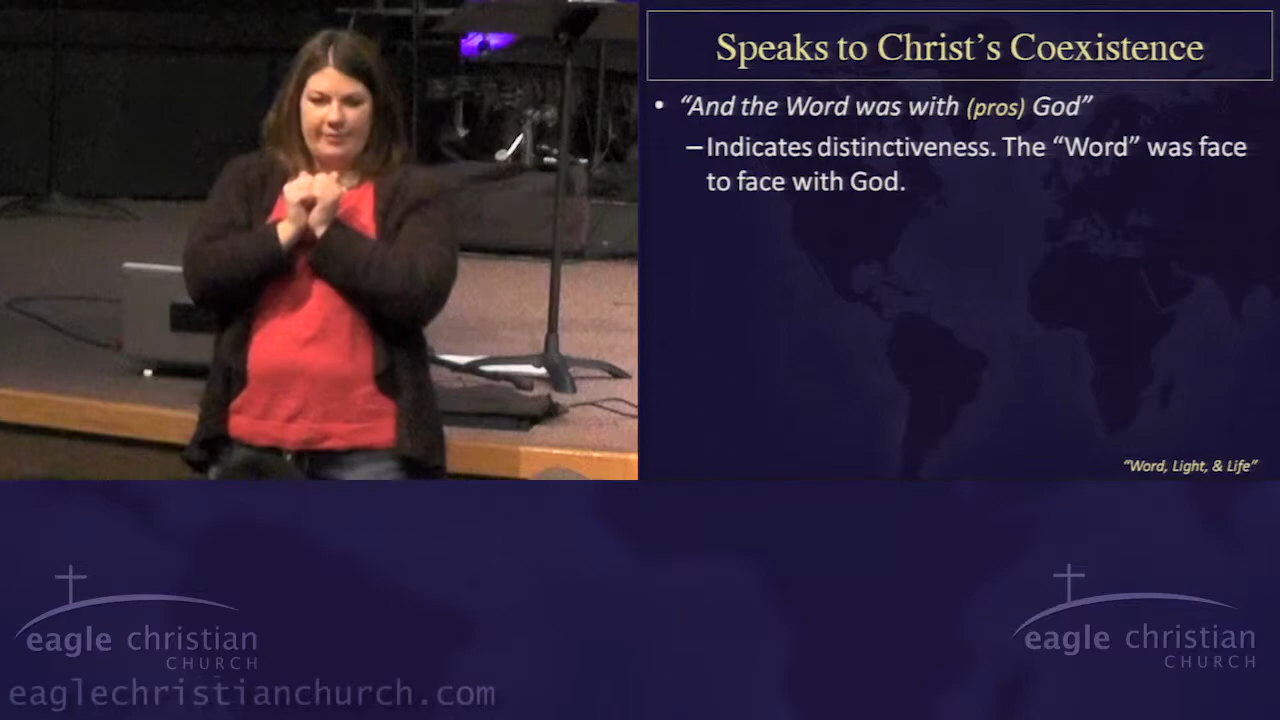 Speaks to Christ’s Coexistence
• “And the Word was with (pros) God”
– Indicates distinctiveness. The “Word” was face
to face with God.
“Word, Light, & Life”
eagle christian
CHURCH
eagle christian
CHURCH
eaglechristianchurch.com